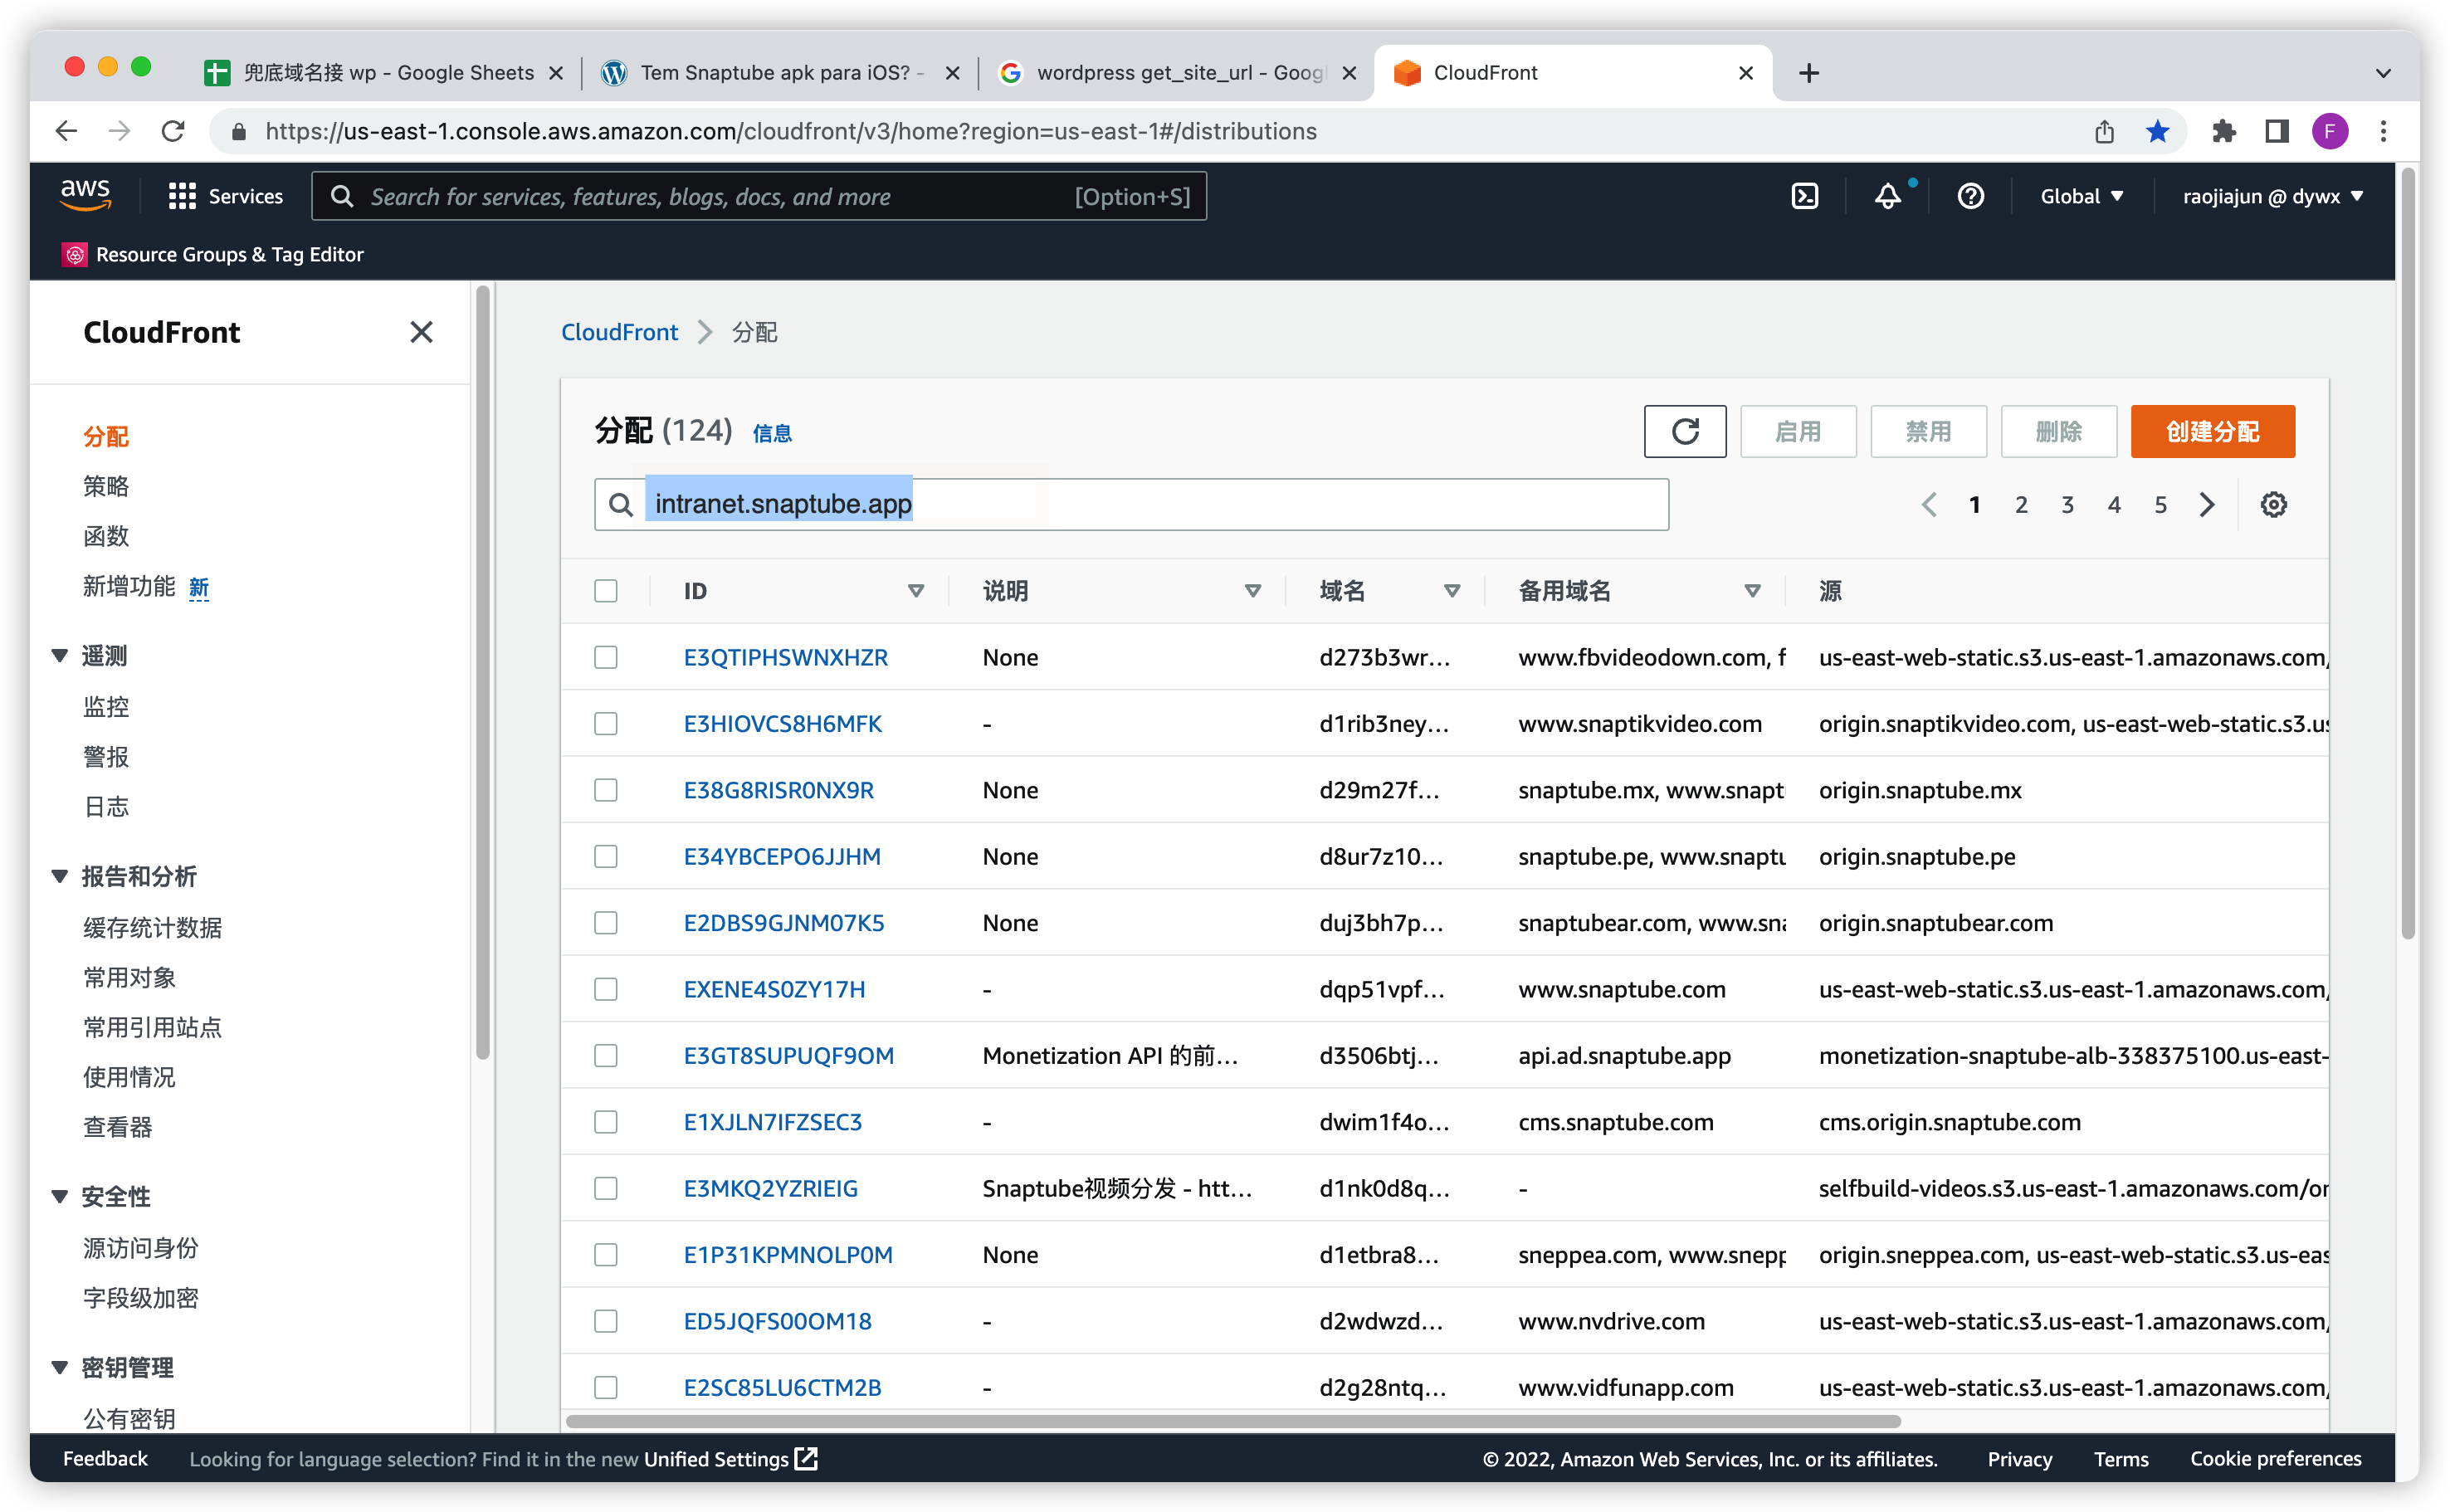 兜底域名接 wp - Google Sheets
Tem Snaptube apk para iOS? -
wordpress get_site_url - Goog
CloudFront
https://us-east-1.console.aws.amazon.com/cloudfront/v3/home?region=us-east-1#/distributions
F
aws
Services
Search for services, features, blogs, docs, and more
[Option+S]
Global
raojiajun @ dywx
Resource Groups & Tag Editor
CloudFront
分配
策略
函数
新增功能 新
遥测
监控
警报
日志
报告和分析
缓存统计数据
常用对象
常用引用站点
使用情况
查看器
安全性
源访问身份
字段级加密
密钥管理
公有密钥
CloudFront 分配
分配 (124) 信息
启用 禁用 删除 创建分配
intranet.snaptube.app
1 2 3 4 5
ID 说明 域名 备用域名 源
E3QTIPHSWNXHZR None d273b3wr... www.fbvideodown.com, f us-east-web-static.s3.us-east-1.amazonaws.com/
E3HIOVCS8H6MFK - d1rib3ney... www.snaptikvideo.com origin.snaptikvideo.com, us-east-web-static.s3.us
E38G8RISR0NX9R None d29m27f... snaptube.mx, www.snapt origin.snaptube.mx
E34YBCEPO6JJHM None d8ur7z10... snaptube.pe, www.snaptu origin.snaptube.pe
E2DBS9GJNM07K5 None duj3bh7p... snaptubear.com, www.sna origin.snaptubear.com
EXENE4S0ZY17H - dqp51vpf... www.snaptube.com us-east-web-static.s3.us-east-1.amazonaws.com/
E3GT8SUPUQF9OM Monetization API 的前... d3506btj... api.ad.snaptube.app monetization-snaptube-alb-338375100.us-east-
E1XJLN7IFZSEC3 - dwim1f4o... cms.snaptube.com cms.origin.snaptube.com
E3MKQ2YZRIEIG Snaptube视频分发 - htt... d1nk0d8q... - selfbuild-videos.s3.us-east-1.amazonaws.com/or
E1P31KPMNOLP0M None d1etbra8... sneppea.com, www.snepp origin.sneppea.com, us-east-web-static.s3.us-eas
ED5JQFS00OM18 - d2wdwzd... www.nvdrive.com us-east-web-static.s3.us-east-1.amazonaws.com/
E2SC85LU6CTM2B - d2g28ntq... www.vidfunapp.com us-east-web-static.s3.us-east-1.amazonaws.com/
Feedback Looking for language selection? Find it in the new Unified Settings © 2022, Amazon Web Services, Inc. or its affiliates. Privacy Terms Cookie preferences